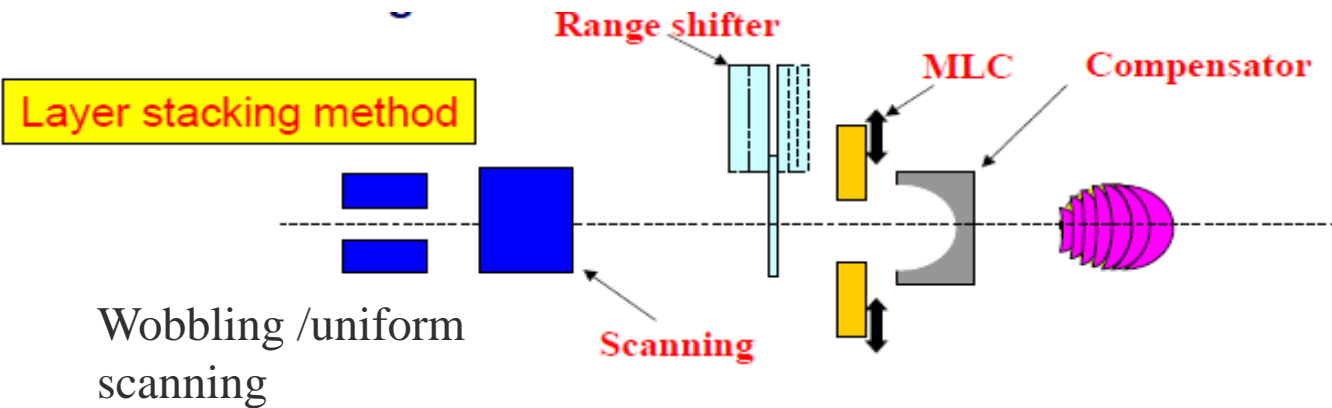 Range shifter
MLC
Compensator
Layer stacking method
Wobbling /uniform
scanning
Scanning